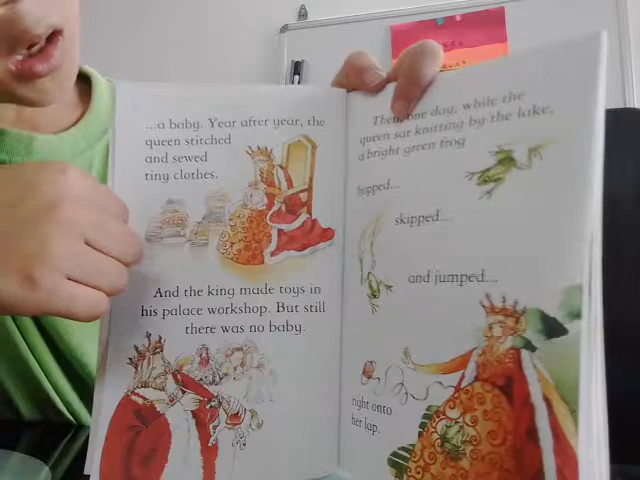 ...a baby. Year after year, the
queen stitched
and sewed
tiny clothes.
And the king made toys in
his palace workshop. But still
there was no baby.
Then, one day, while the
queen sat knitting by the lake,
a bright green frog
hopped...
skipped...
and jumped...
right onto
her lap.